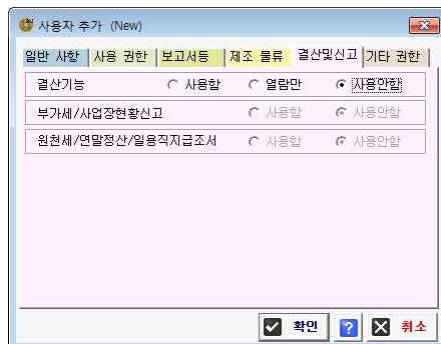 사용자 추가 (New)
일반 사항 사용 권한 보고서등 제조 물류 결산및신고 기타 권한
결산기능 사용함 열람만 사용안함
부가세/사업장현황신고 사용함 사용안함
원천세/연말정산/일용직지급조서 사용함 사용안함
확인 ? 취소